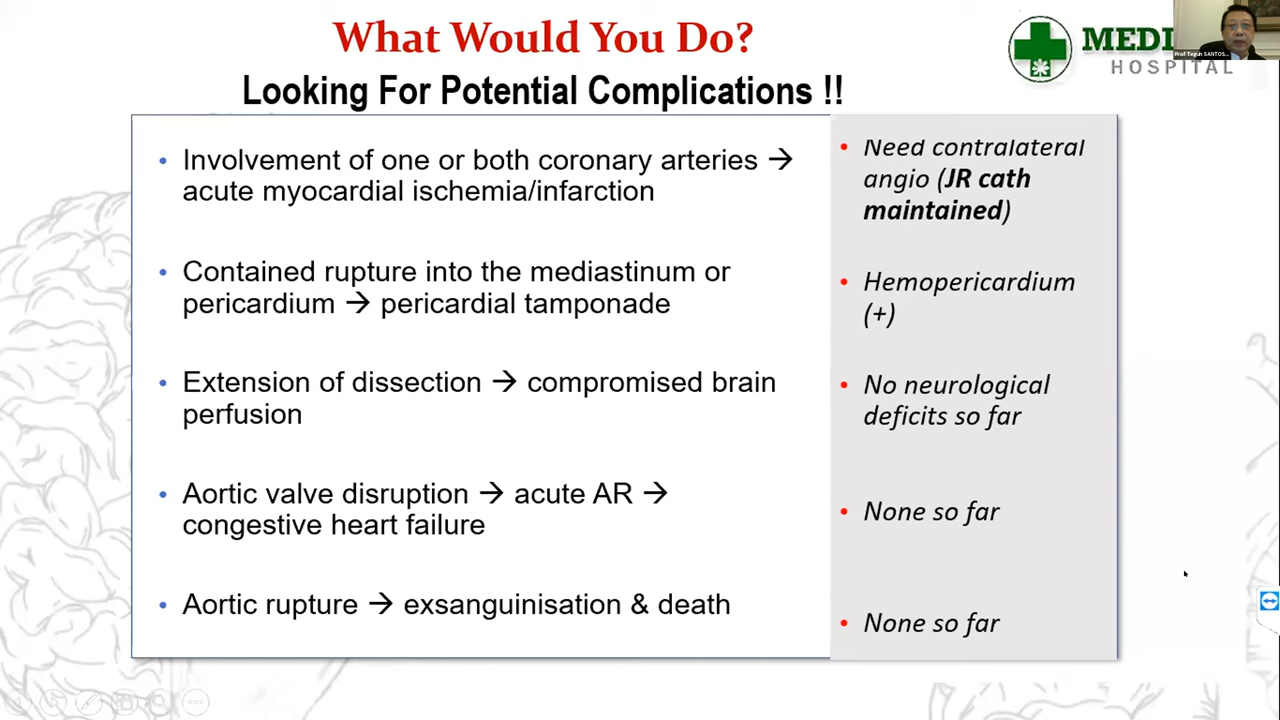 What Would You Do?
Looking For Potential Complications !!
MEDI
HOSPITAL
Prof Teguh SANTOS...
• Involvement of one or both coronary arteries →
acute myocardial ischemia/infarction
• Contained rupture into the mediastinum or
pericardium → pericardial tamponade
• Extension of dissection → compromised brain
perfusion
• Aortic valve disruption → acute AR →
congestive heart failure
• Aortic rupture → exsanguinisation & death
• Need contralateral
angio (JR cath
maintained)
• Hemopericardium
(+)
• No neurological
deficits so far
• None so far
• None so far